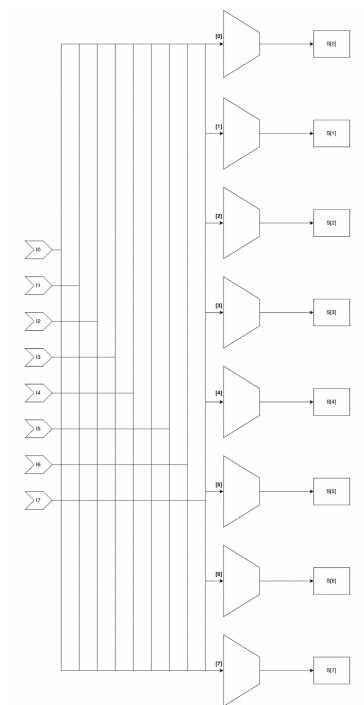 [0]
S[0]
[1]
S[1]
[2]
S[2]
I0
I1
[3]
S[3]
I2
I3
I4
[4]
S[4]
I5
I6
[5]
S[5]
I7
[6]
S[6]
[7]
S[7]